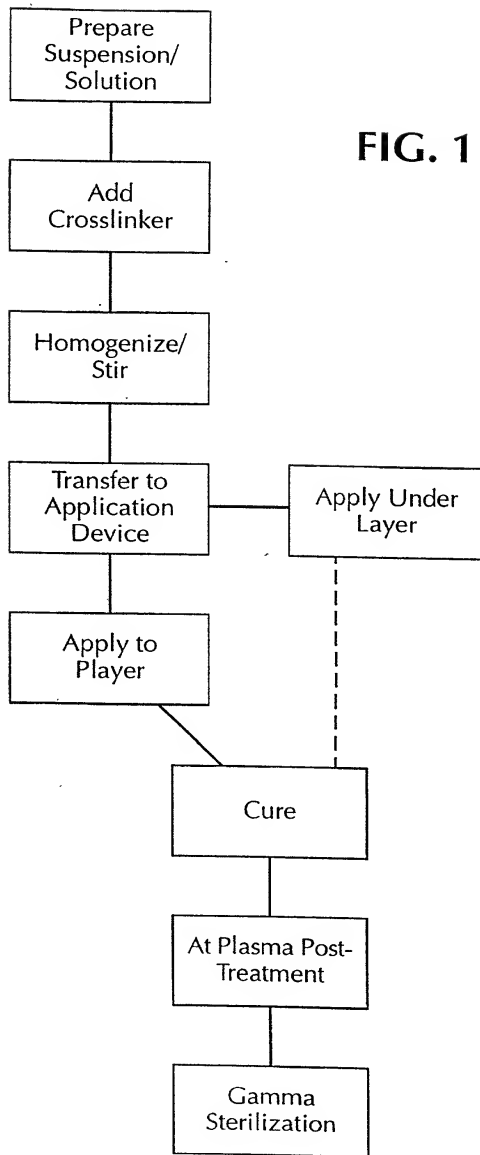 Prepare
Suspension/
Solution
FIG. 1
Add
Crosslinker
Homogenize/
Stir
Transfer to
Application
Device
Apply Under
Layer
Apply to
Player
Cure
At Plasma Post-
Treatment
Gamma
Sterilization